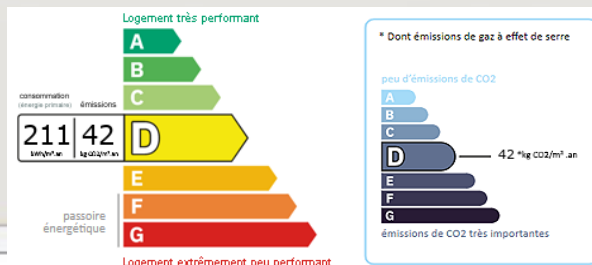 Logement très performant
A
B
C
consommation
(énergie primaire)
émissions
211
kWh/m².an
42
kg CO2/m².an
D
E
F
G
passoire
énergétique
Logement extrêmement peu performant
* Dont émissions de gaz à effet de serre
peu d'émissions de CO2
A
B
C
D
42 *kg CO2/m² .an
E
F
G
émissions de CO2 très importantes